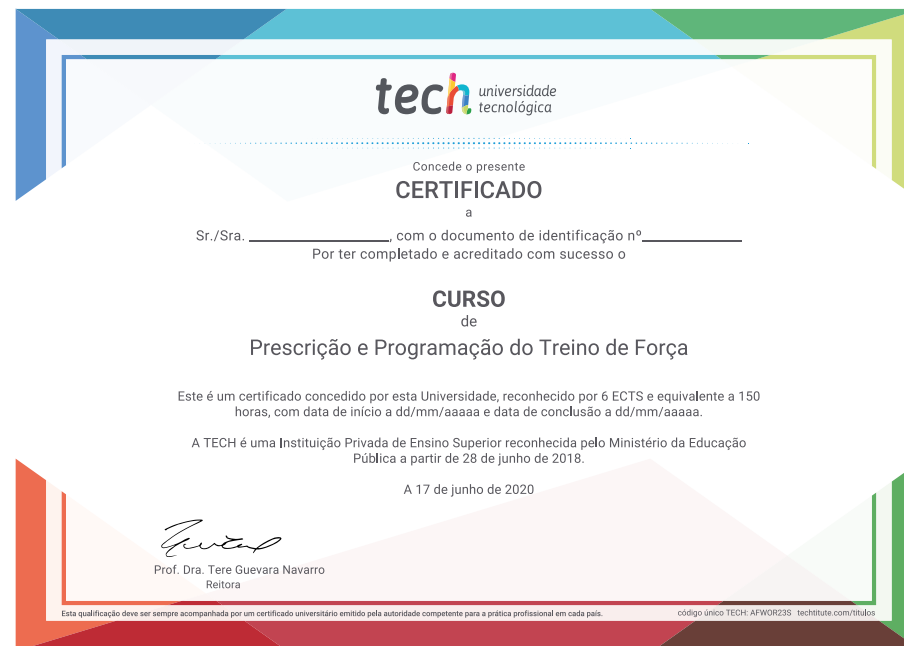 tech universidade
tecnológica
Concede o presente
CERTIFICADO
a
Sr./Sra. , com o documento de identificação nº
Por ter completado e acreditado com sucesso o
CURSO
de
Prescrição e Programação do Treino de Força
Este é um certificado concedido por esta Universidade, reconhecido por 6 ECTS e equivalente a 150
horas, com data de início a dd/mm/aaaaa e data de conclusão a dd/mm/aaaaa.
A TECH é uma Instituição Privada de Ensino Superior reconhecida pelo Ministério da Educação
Pública a partir de 28 de junho de 2018.
A 17 de junho de 2020
Prof. Dra. Tere Guevara Navarro
Reitora
Esta qualificação deve ser sempre acompanhada por um certificado universitário emitido pela autoridade competente para a prática profissional em cada país. código único TECH: AFWOR23S techtitute.com/titulos